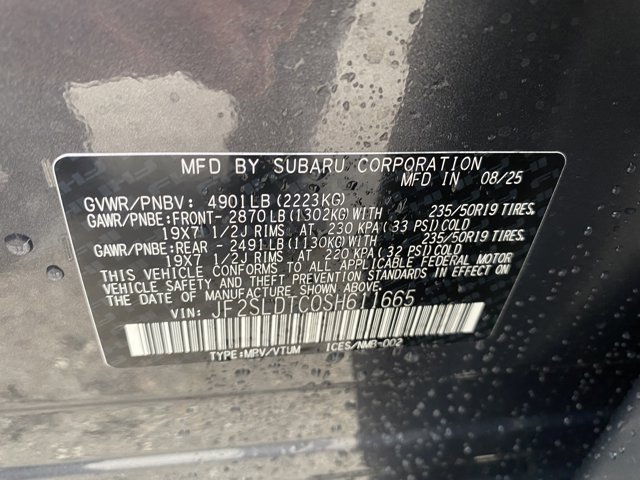 MFD BY SUBARU CORPORATION
MFD IN 08/25
GVWR/PNBV: 4901LB (2223KG)
GAWR/PNBE:FRONT- 2870LB (1302KG) WITH 235/50R19 TIRES,
19X7 1/2J RIMS AT 230 KPA (33 PSI) COLD
GAWR/PNBE:REAR - 2491LB (1130KG) WITH 235/50R19 TIRES,
19X7 1/2J RIMS AT 220 KPA (32 PSI) COLD
THIS VEHICLE CONFORMS TO ALL APPLICABLE FEDERAL MOTOR
VEHICLE SAFETY AND THEFT PREVENTION STANDARDS IN EFFECT ON
THE DATE OF MANUFACTURE SHOWN ABOVE.
VIN: JF2SLDTC0SH611665
TYPE:MPV/VTUM ICES/NMB-002